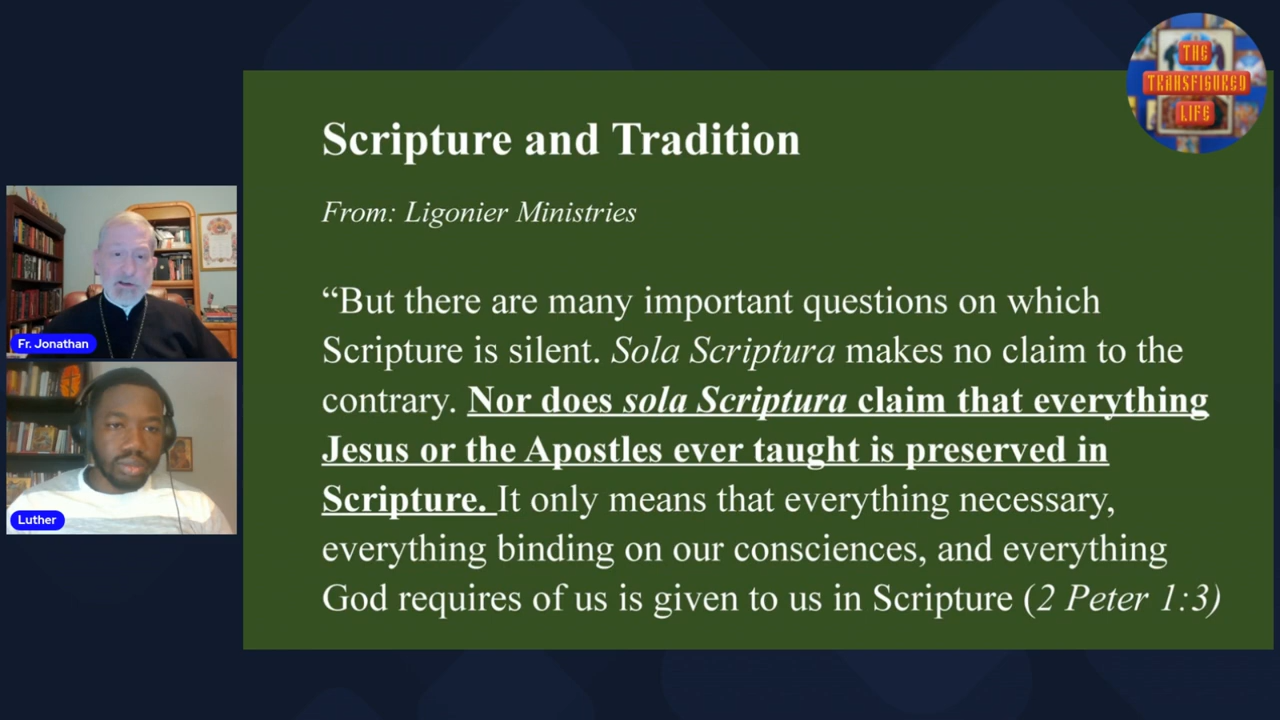 THE
TRANSFIGURED
LIFE
Scripture and Tradition
From: Ligonier Ministries
“But there are many important questions on which
Scripture is silent. Sola Scriptura makes no claim to the
contrary. Nor does sola Scriptura claim that everything
Jesus or the Apostles ever taught is preserved in
Scripture. It only means that everything necessary,
everything binding on our consciences, and everything
God requires of us is given to us in Scripture (2 Peter 1:3)
Fr. Jonathan
Luther